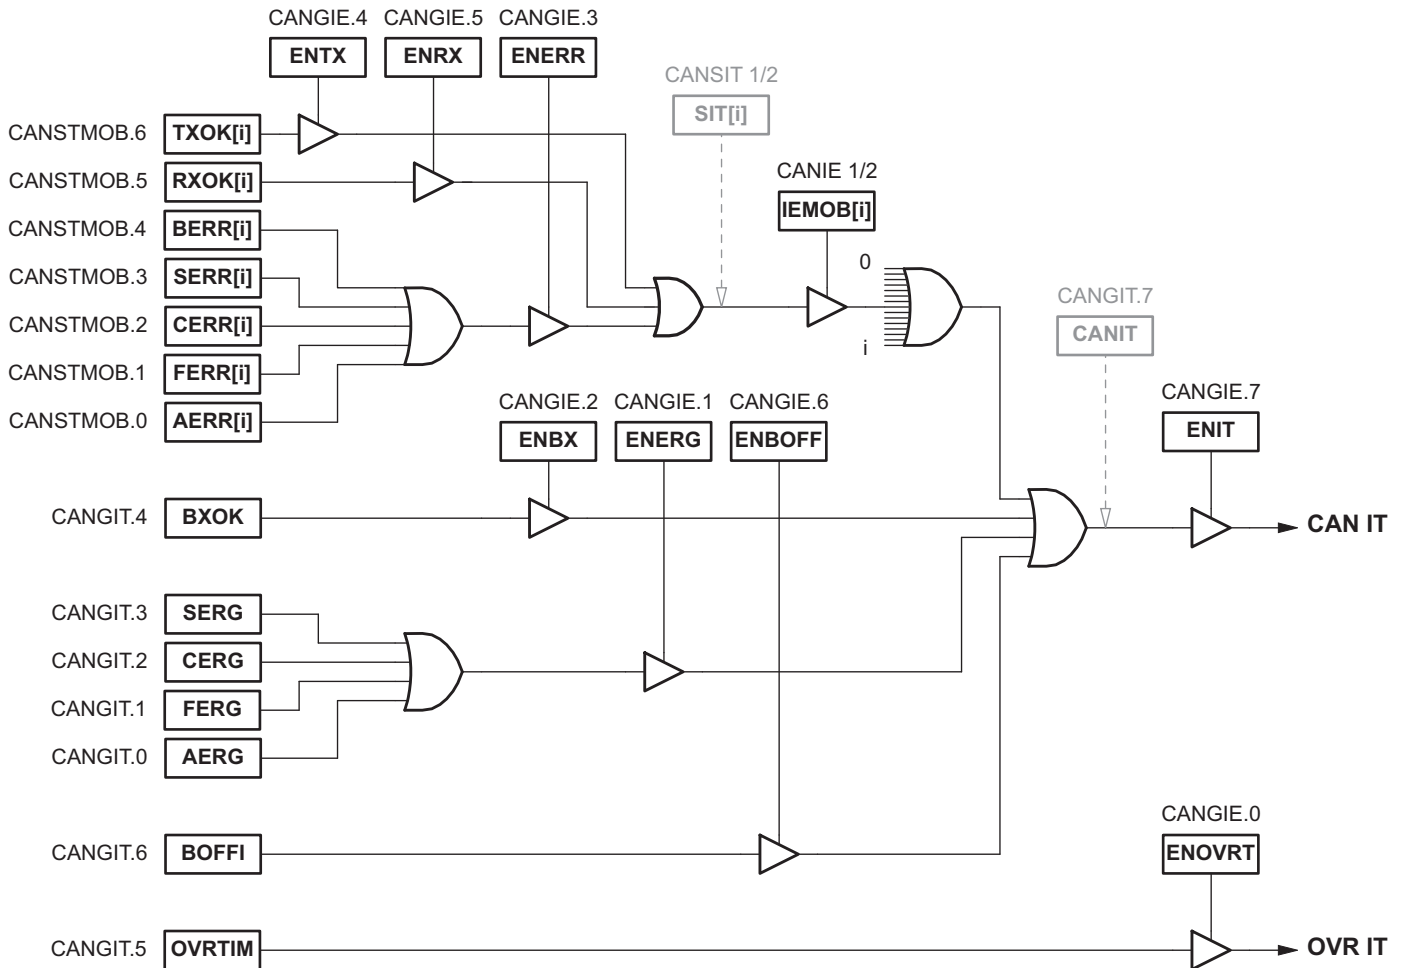 CANGIE.4 CANGIE.5 CANGIE.3
ENTX ENRX ENERR
CANSIT 1/2
SIT[i]
CANSTMOB.6 TXOK[i]
CANIE 1/2
CANSTMOB.5 RXOK[i]
IEMOB[i]
CANSTMOB.4 BERR[i]
0
CANSTMOB.3 SERR[i]
CANGIT.7
CANSTMOB.2 CERR[i]
CANIT
i
CANSTMOB.1 FERR[i]
CANGIE.7
CANGIE.2 CANGIE.1 CANGIE.6
CANSTMOB.0 AERR[i]
ENIT
ENBX ENERG ENBOFF
CANGIT.4 BXOK
CAN IT
CANGIT.3 SERG
CANGIT.2 CERG
CANGIT.1 FERG
CANGIT.0 AERG
CANGIE.0
CANGIT.6 BOFFI
ENOVRT
CANGIT.5 OVRTIM
OVR IT